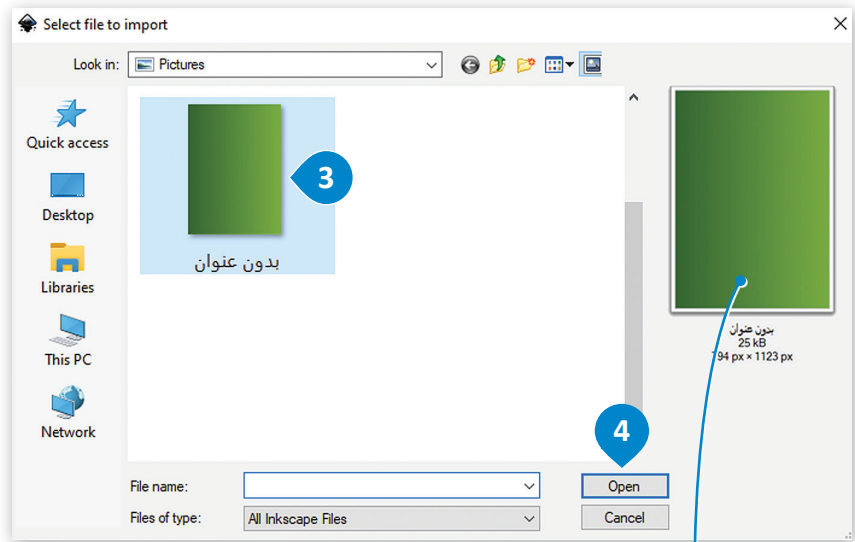 Select file to import
Look in: Pictures
Quick access
Desktop
Libraries
This PC
Network
بدون عنوان
3
بدون عنوان
25 kB
94 px × 1123 px
4
File name:
Open
Files of type: All Inkscape Files
Cancel